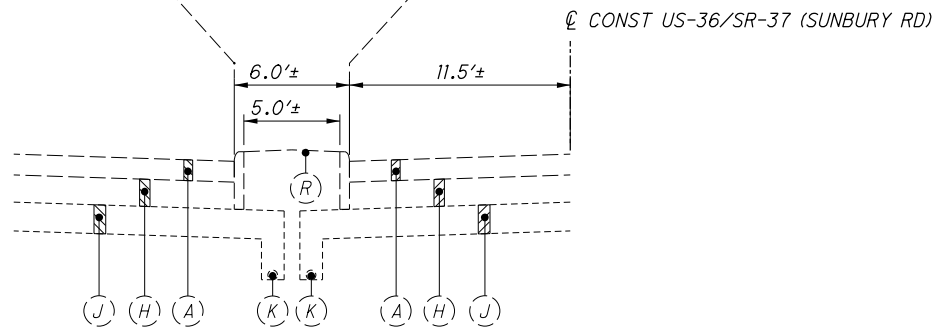 ℄ CONST US-36/SR-37 (SUNBURY RD)
6.0'± 11.5'±
5.0'±
R
J H A K K A H J